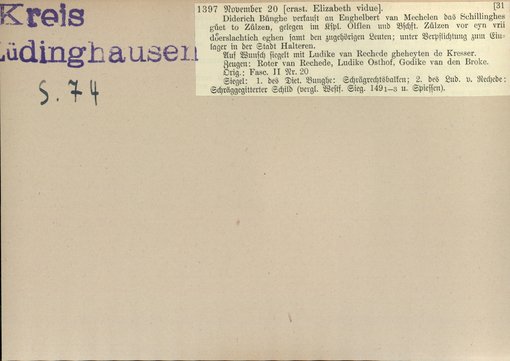 Kreis
Lüdinghausen
S. 74
1397 November 20 [crast. Elizabeth vidue]. [31
Diderich Bünghe verkauft an Enghelbert van Mechelen das Schillinghes
güet to Zülzen, gelegen im Kspl. Ölflen und Bschft. Zülzen vor eyn vrii
doerslachtich eghen samt den zugehörigen Leuten; unter Verpflichtung zum Ein-
lager in der Stadt Halteren.
Auf Wunsch siegelt mit Ludike van Rechede gheheyten de Kresser.
Zeugen: Roter van Rechede, Ludike Osthof, Godike van den Broke.
Orig.: Fasc. II Nr. 20
Siegel: 1. des Diet. Bunghe: Schrägrechtsbalken; 2. des Lud. v. Rechede:
Schräggegitterter Schild (vergl. Westf. Sieg. 149₁₋₃ u. Spiessen).